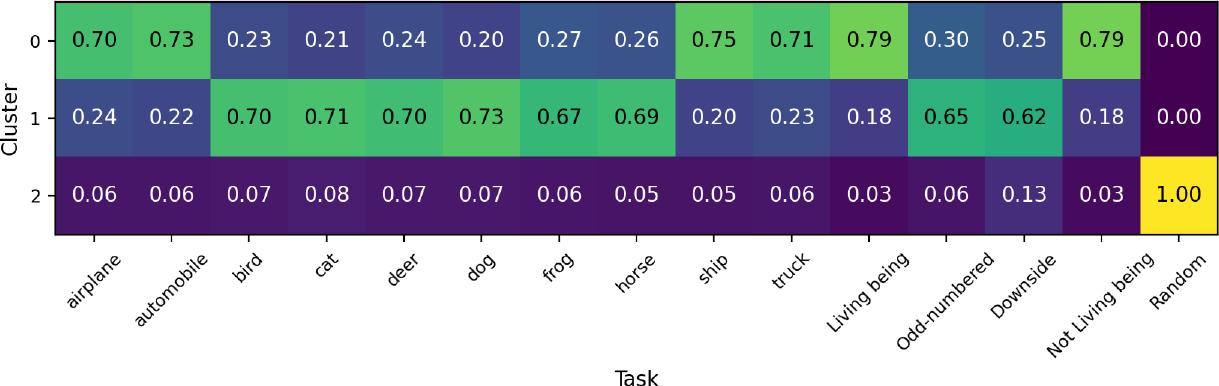 Cluster
0 0.70 0.73 0.23 0.21 0.24 0.20 0.27 0.26 0.75 0.71 0.79 0.30 0.25 0.79 0.00
1 0.24 0.22 0.70 0.71 0.70 0.73 0.67 0.69 0.20 0.23 0.18 0.65 0.62 0.18 0.00
2 0.06 0.06 0.07 0.08 0.07 0.07 0.06 0.05 0.05 0.06 0.03 0.06 0.13 0.03 1.00
airplane automobile bird cat deer dog frog horse ship truck Living being Odd-numbered Downside Not Living being Random
Task